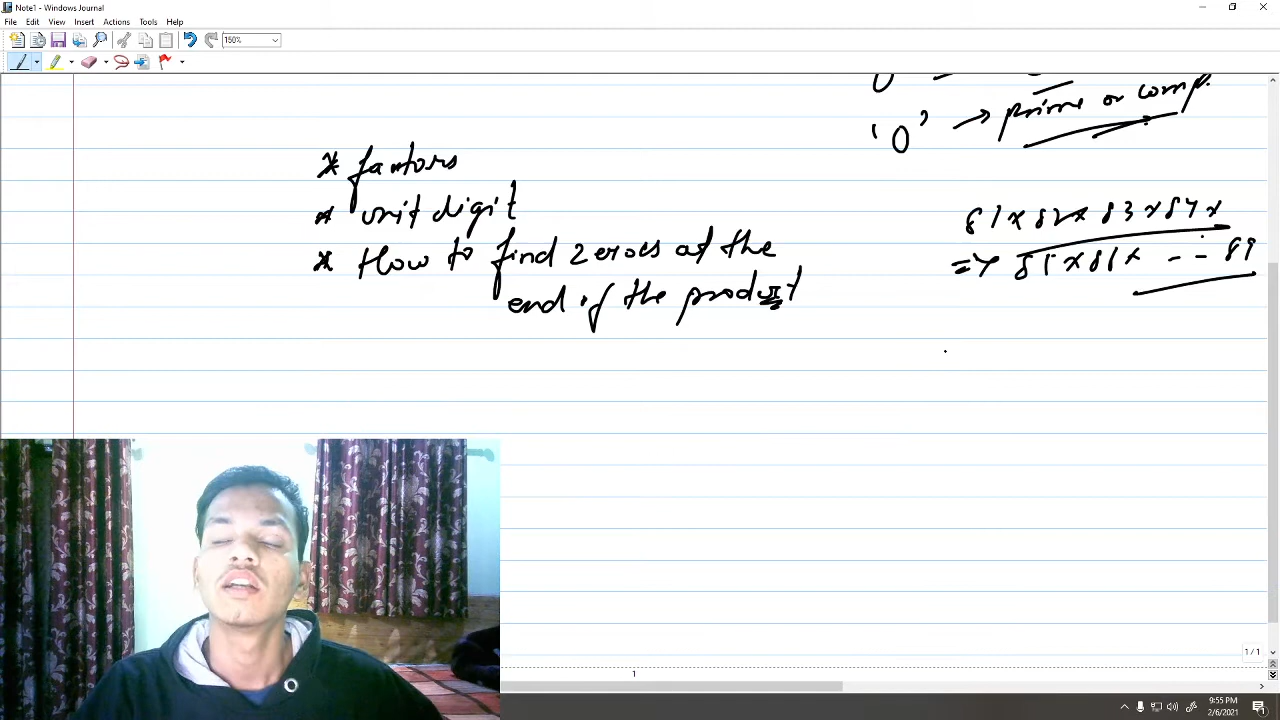 Note1 - Windows Journal
File Edit View Insert Actions Tools Help
150%
'0' → prime or comp.
* factors
* unit digit
* How to find zeroes at the
end of the product
81 x 82 x 83 x 84 x
=> 85 x 86 x -- 89
1 / 1
1
9:55 PM
2/6/2021